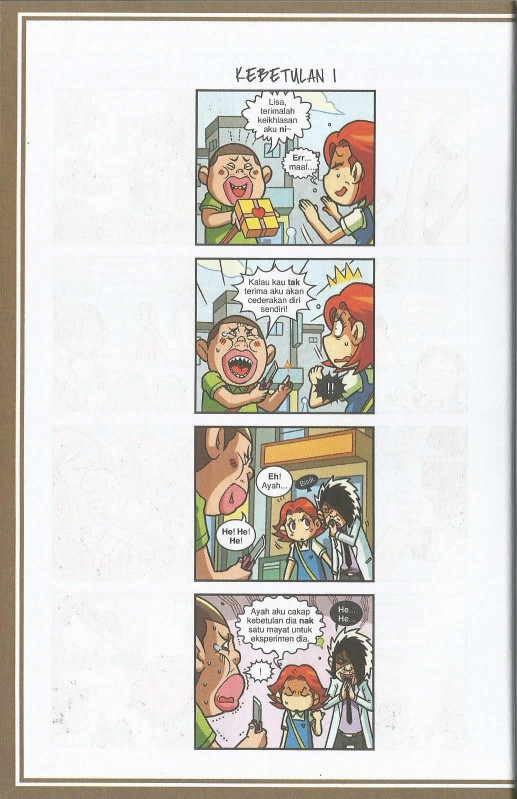 KEBETULAN 1
Lisa,
terimalah
keikhlasan
aku ni~
Err...
maaf...
Kalau kau tak
terima aku akan
cederakan diri
sendiri!
!!
Eh!
Ayah...
Bisik
He! He!
He!
Ayah aku cakap
kebetulan dia nak
satu mayat untuk
eksperimen dia.
He...
He...
!